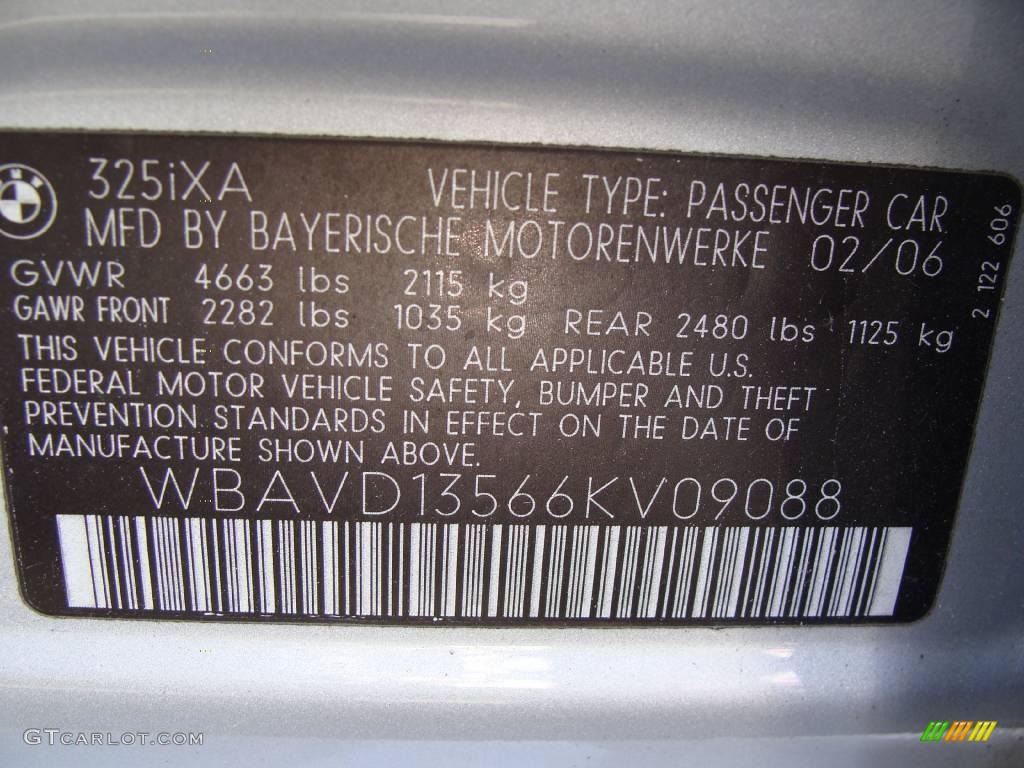 325iXA VEHICLE TYPE: PASSENGER CAR
MFD BY BAYERISCHE MOTORENWERKE 02/06
GVWR 4663 lbs 2115 kg
GAWR FRONT 2282 lbs 1035 kg REAR 2480 lbs 1125 kg
THIS VEHICLE CONFORMS TO ALL APPLICABLE U.S.
FEDERAL MOTOR VEHICLE SAFETY, BUMPER AND THEFT
PREVENTION STANDARDS IN EFFECT ON THE DATE OF
MANUFACTURE SHOWN ABOVE.
WBAVD13566KV09088
2 122 606
GTCARLOT.COM